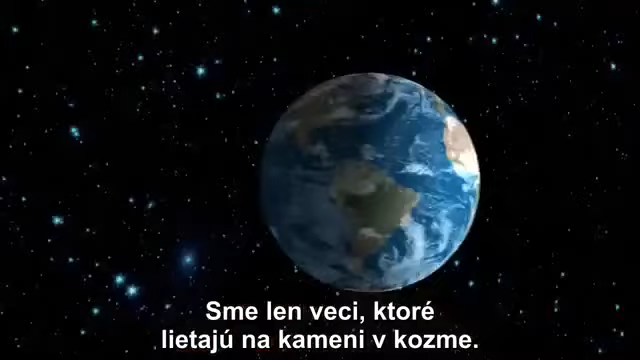 Sme len veci, ktoré
lietajú na kameni v kozme.